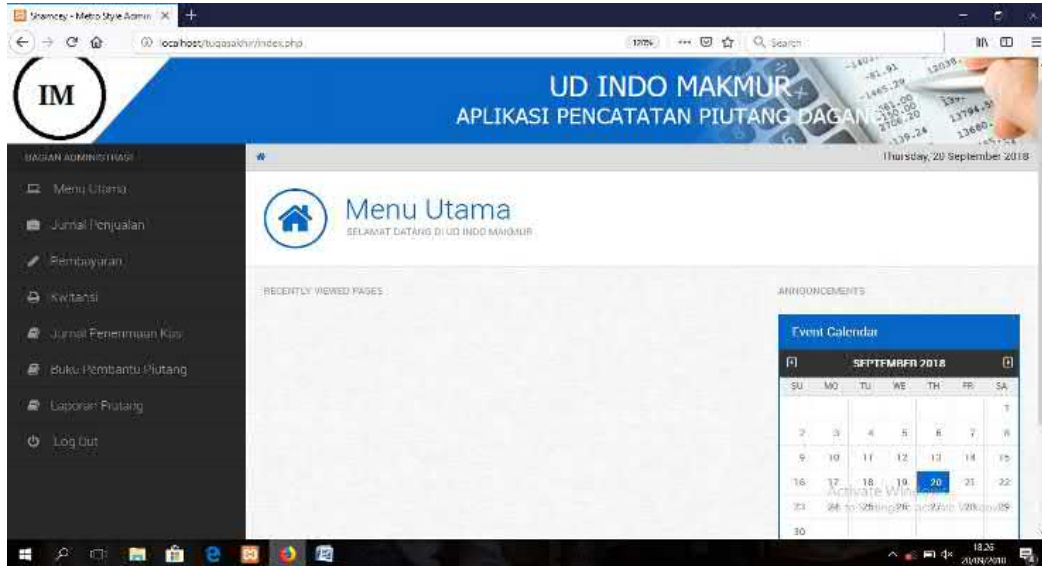 Shamcey - Metro Style Admin
localhost/tugasakhir/index.php
120%
Search
IM
UD INDO MAKMUR
APLIKASI PENCATATAN PIUTANG DAGANG
BAGIAN ADMINISTRASI
Thursday, 20 September 2018
Menu Utama
Jurnal Penjualan
Pembayaran
Kwitansi
Jurnal Penerimaan Kas
Buku Pembantu Piutang
Laporan Piutang
Log Out
Menu Utama
SELAMAT DATANG DI UD INDO MAKMUR
RECENTLY VIEWED PAGES
ANNOUNCEMENTS
Event Calendar
SEPTEMBER 2018
SU MO TU WE TH FR SA
1
2 3 4 5 6 7 8
9 10 11 12 13 14 15
16 17 18 19 20 21 22
23 24 25 26 27 28 29
30
Activate Windows
18.26
20/09/2018